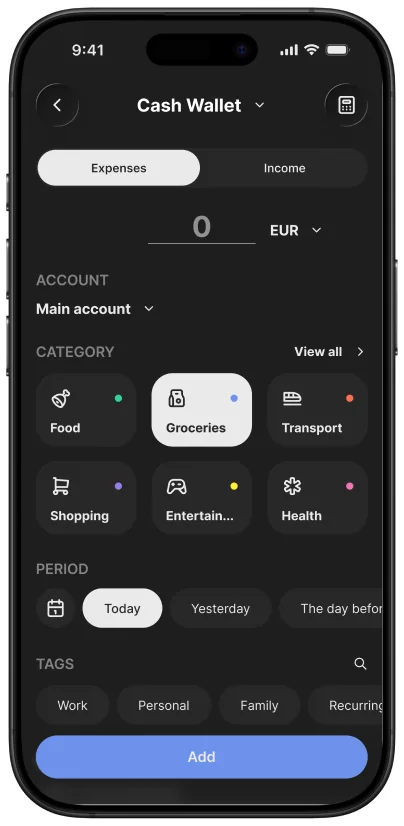 9:41
Cash Wallet
Expenses Income
0 EUR
ACCOUNT
Main account
CATEGORY View all
Food Groceries Transport
Shopping Entertain... Health
PERIOD
Today Yesterday The day befor
TAGS
Work Personal Family Recurring
Add